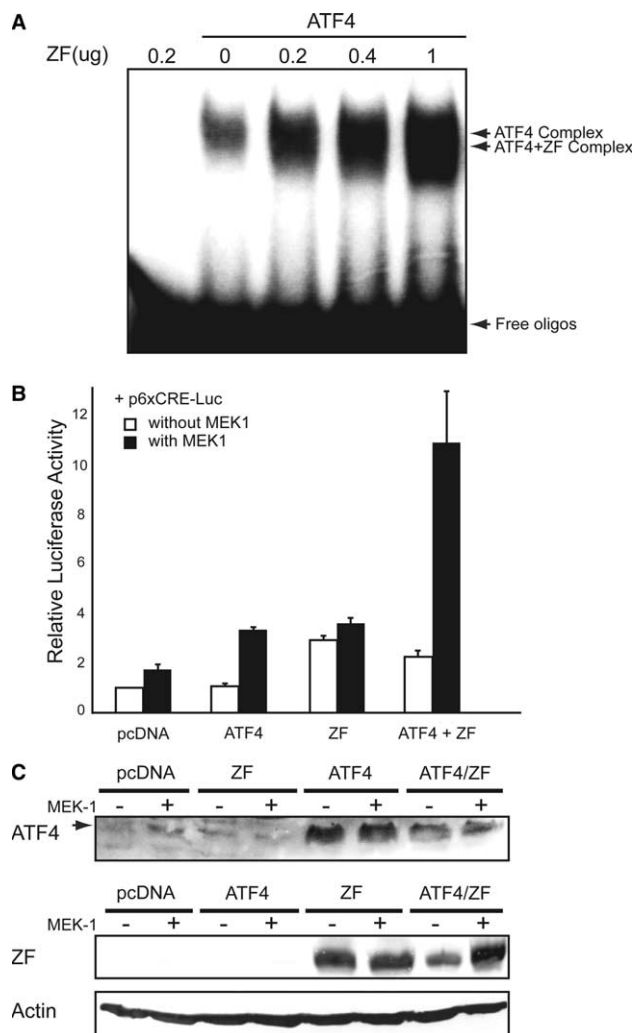 A
ATF4
ZF(ug) 0.2 0 0.2 0.4 1
ATF4 Complex
ATF4+ZF Complex
Free oligos
B
+ p6xCRE-Luc
without MEK1
with MEK1
Relative Luciferase Activity
12
10
8
6
4
2
0
pcDNA ATF4 ZF ATF4 + ZF
C
pcDNA ZF ATF4 ATF4/ZF
MEK-1 - + - + - + - +
ATF4
pcDNA ATF4 ZF ATF4/ZF
MEK-1 - + - + - + - +
ZF
Actin